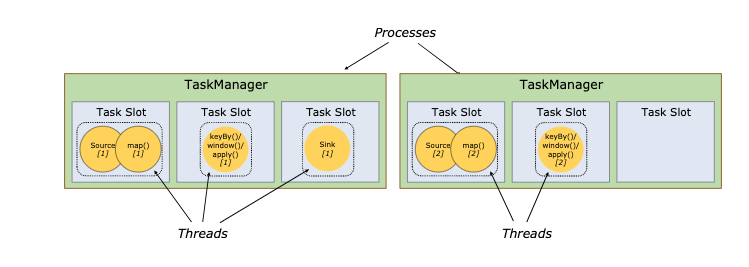 Processes
TaskManager
Task Slot
Source
[1]
map()
[1]
Task Slot
keyBy()/
window()/
apply()
[1]
Task Slot
Sink
[1]
TaskManager
Task Slot
Source
[2]
map()
[2]
Task Slot
keyBy()/
window()/
apply()
[2]
Task Slot
Threads
Threads